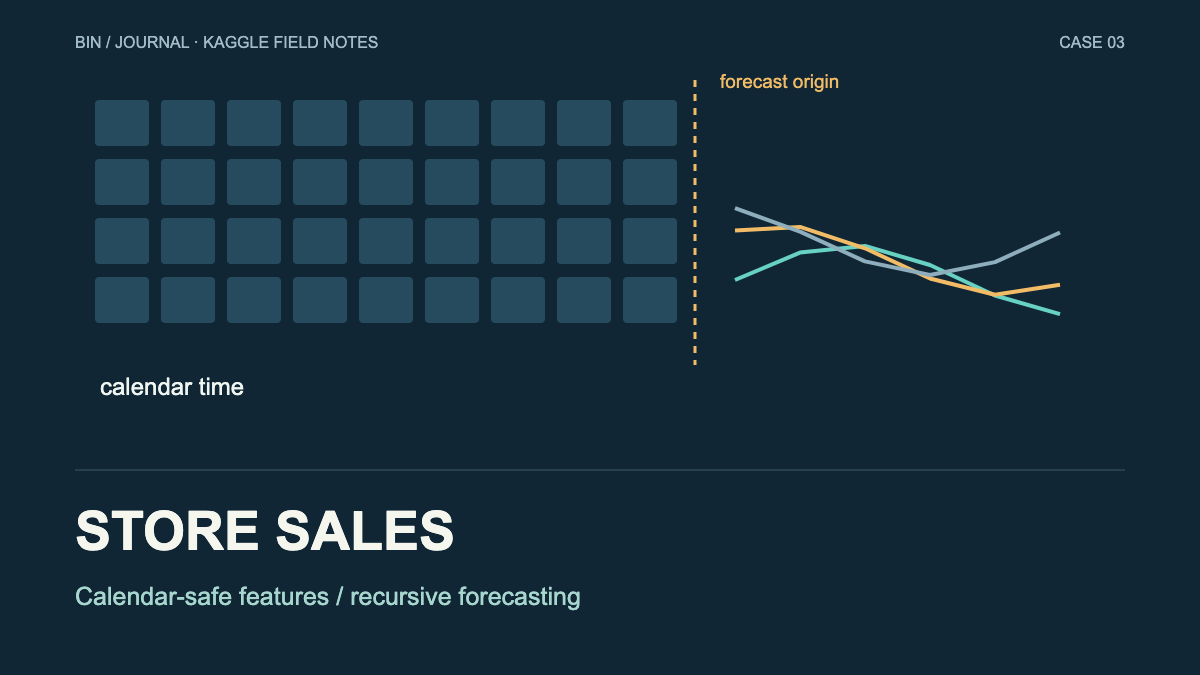 BIN / JOURNAL · KAGGLE FIELD NOTES
CASE 03
forecast origin
calendar time
STORE SALES
Calendar-safe features / recursive forecasting